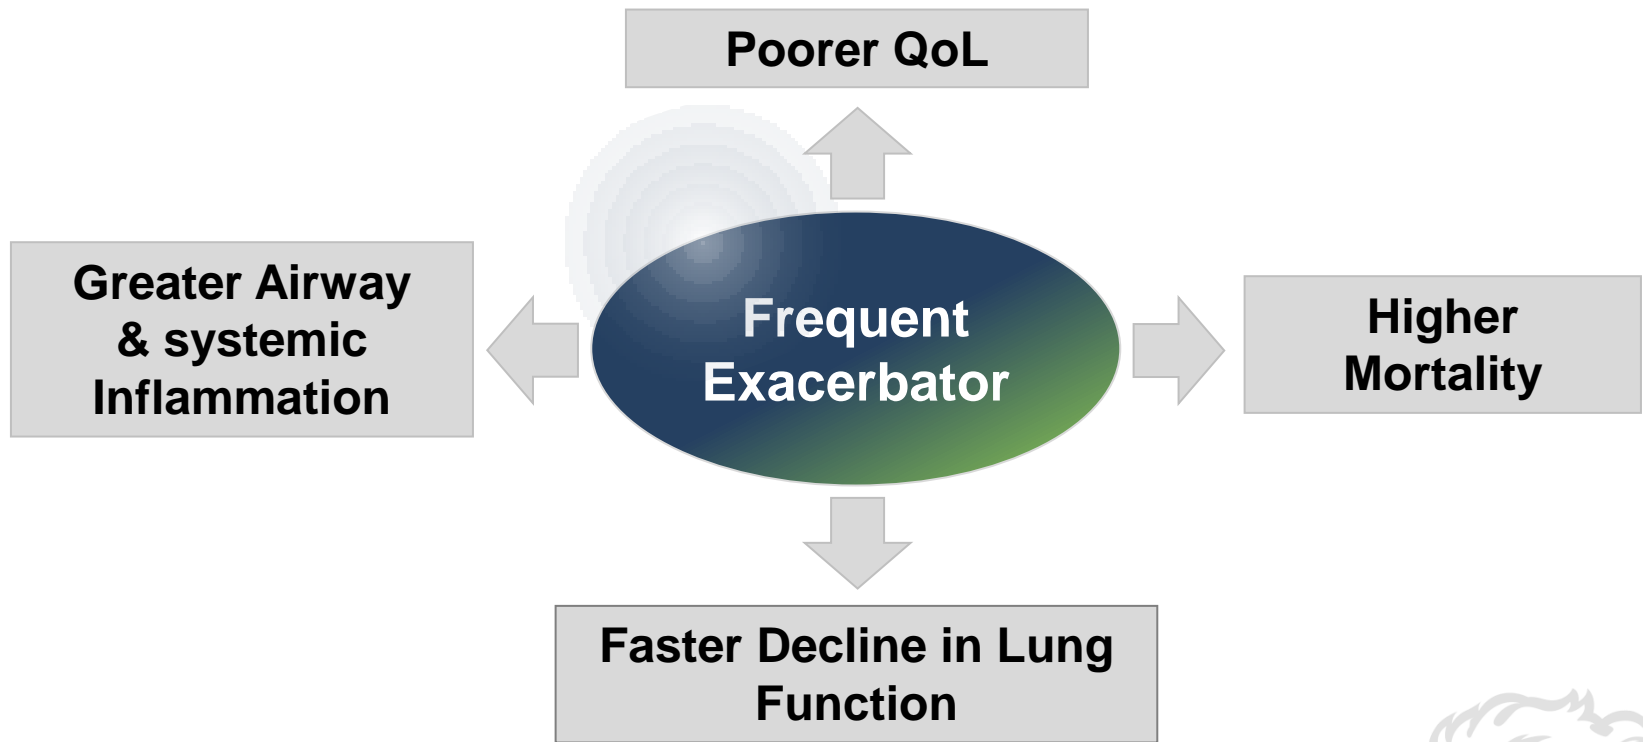 Poorer QoL
Greater Airway
& systemic
Inflammation
Frequent
Exacerbator
Higher
Mortality
Faster Decline in Lung
Function